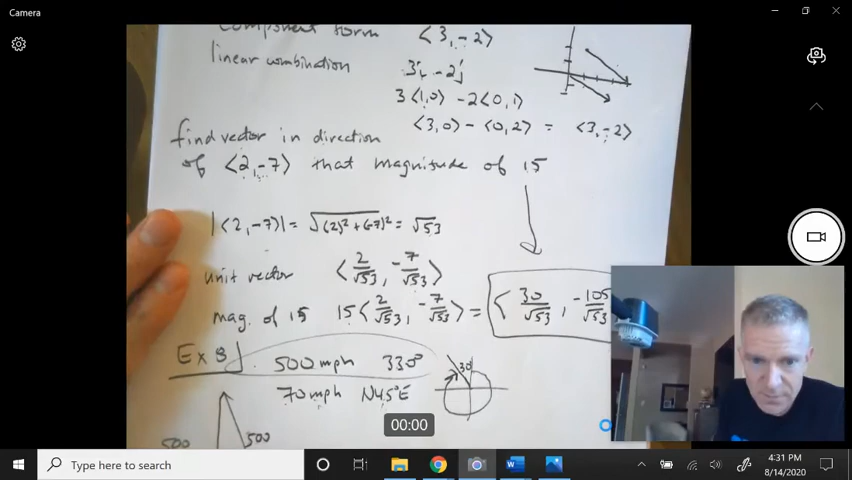 Camera
component form <3, -2>
linear combination 3i, -2j
3<1,0> -2<0,1>
<3,0> - <0,2> = <3,-2>
find vector in direction
of <2,-7> that magnitude of 15
|<2,-7>| = √(2)²+(-7)² = √53
unit vector <2/√53, -7/√53>
mag. of 15 15<2/√53, -7/√53> = <30/√53, -105/√53
Ex 8 500mph 330°
70mph N45°E 30°
500 500
00:00
Type here to search
4:31 PM
8/14/2020